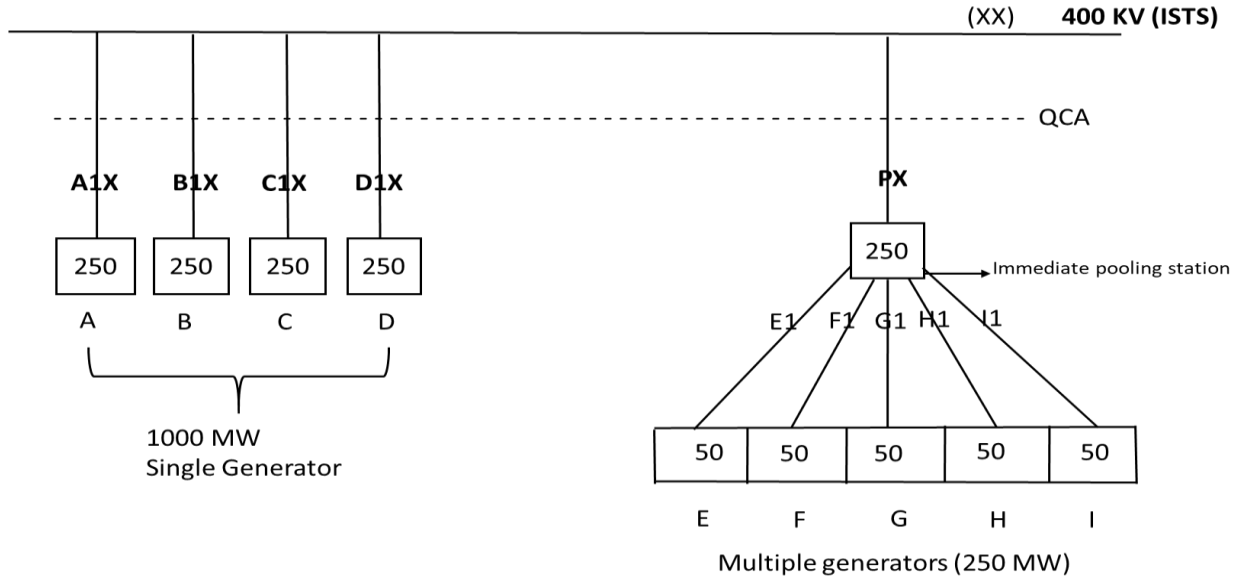 (XX) 400 KV (ISTS)
QCA
A1X B1X C1X D1X PX
250 250 250 250 250
Immediate pooling station
A B C D E1 F1 G1 H1 I1
1000 MW
Single Generator
50 50 50 50 50
E F G H I
Multiple generators (250 MW)